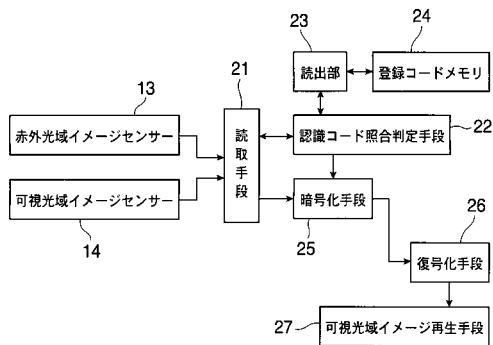 24
23
読出部
登録コードメモリ
21
13
読取手段
赤外光域イメージセンサー
認識コード照合判定手段
22
可視光域イメージセンサー
暗号化手段
14
25
26
復号化手段
27
可視光域イメージ再生手段